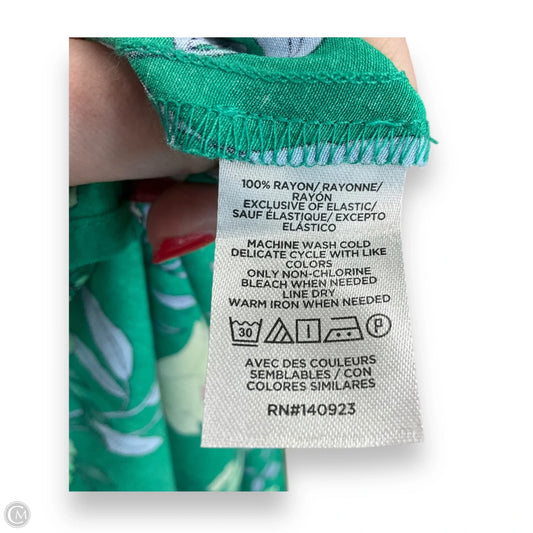 100% RAYON/ RAYONNE/
RAYÓN
EXCLUSIVE OF ELASTIC/
SAUF ÉLASTIQUE/ EXCEPTO
ELÁSTICO
MACHINE WASH COLD
DELICATE CYCLE WITH LIKE
COLORS
ONLY NON-CHLORINE
BLEACH WHEN NEEDED
LINE DRY
WARM IRON WHEN NEEDED
30 P
AVEC DES COULEURS
SEMBLABLES / CON
COLORES SIMILARES
RN#140923
CM